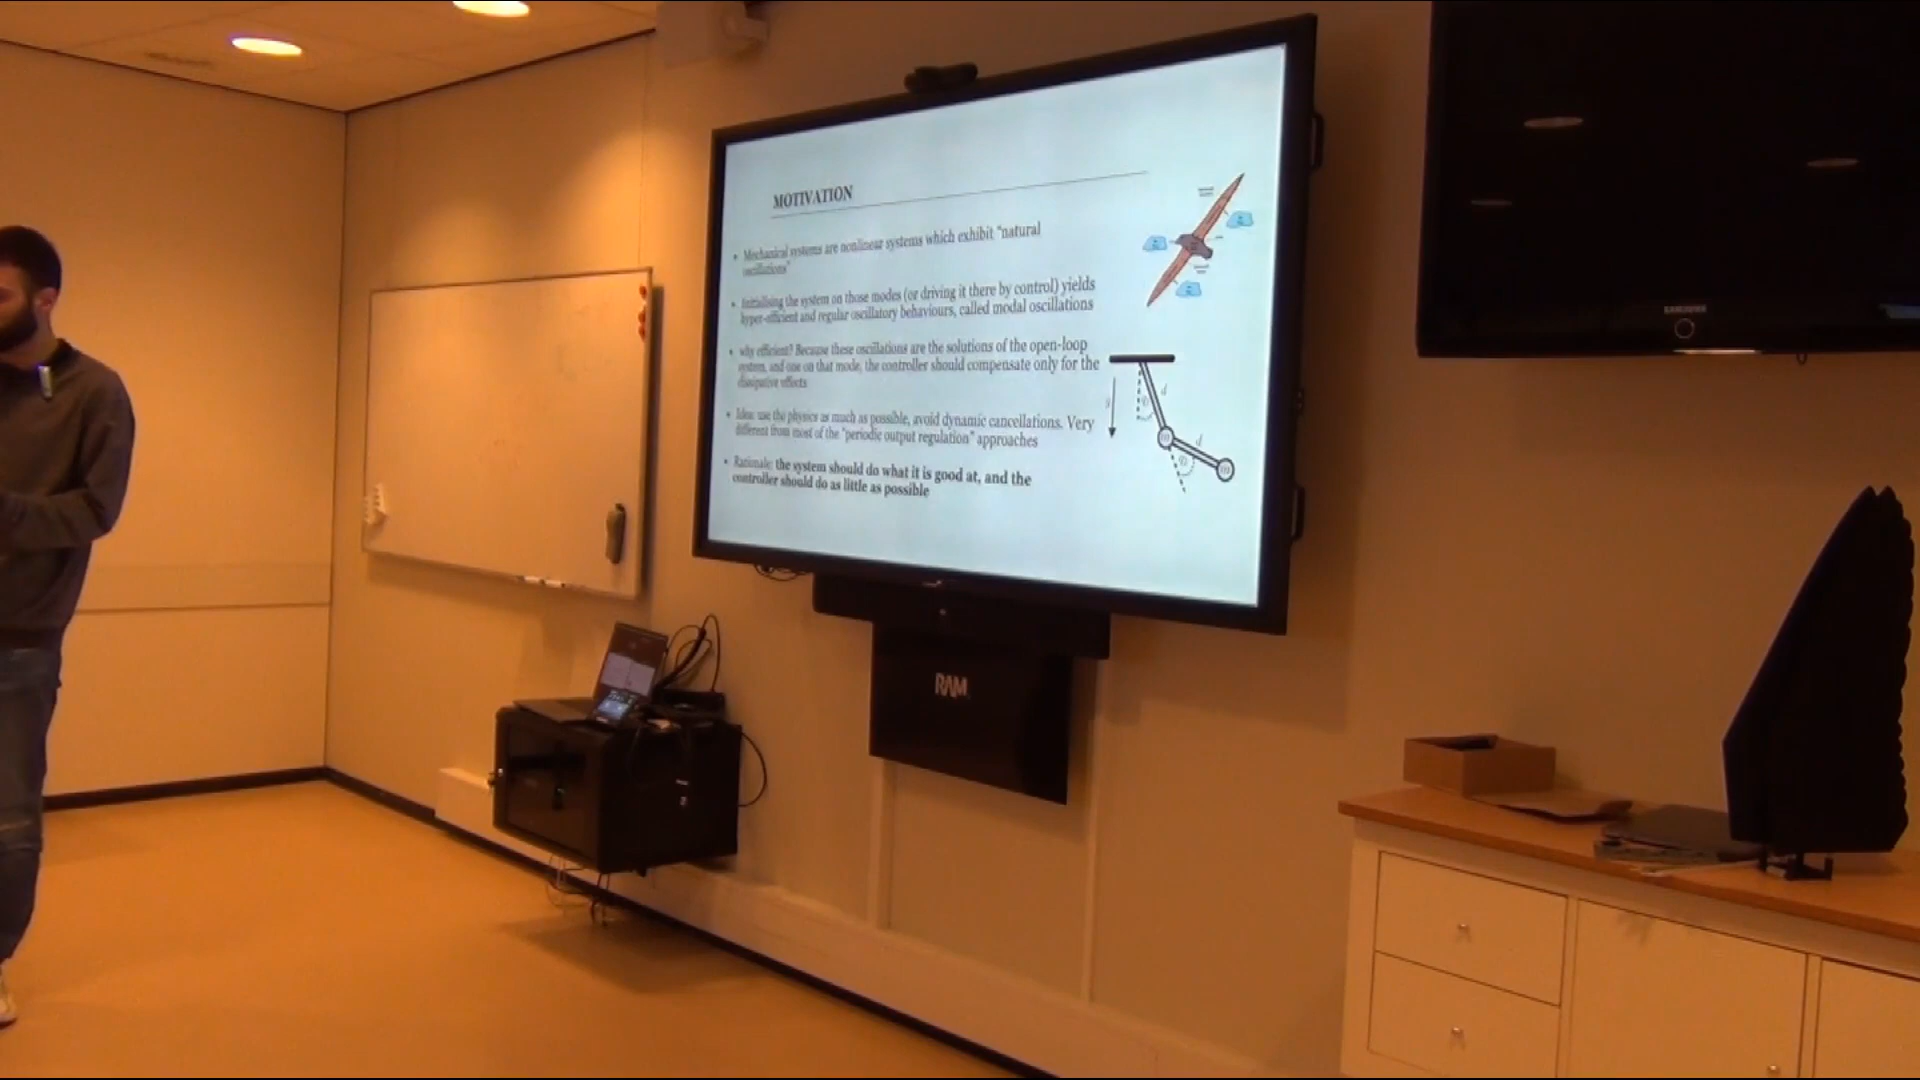 MOTIVATION
• Mechanical systems are nonlinear systems which exhibit "natural
oscillations"
• Initialising the system on those modes (or driving it there by control) yields
hyper-efficient and regular oscillatory behaviours, called modal oscillations
• why efficient? Because these oscillations are the solutions of the open-loop
system, and one on that mode, the controller should compensate only for the
dissipative effects
• Idea: use the physics as much as possible, avoid dynamic cancellations. Very
different from most of the "periodic output regulation" approaches
• Rationale: the system should do what it is good at, and the
controller should do as little as possible
d
d
SAMSUNG
RAM